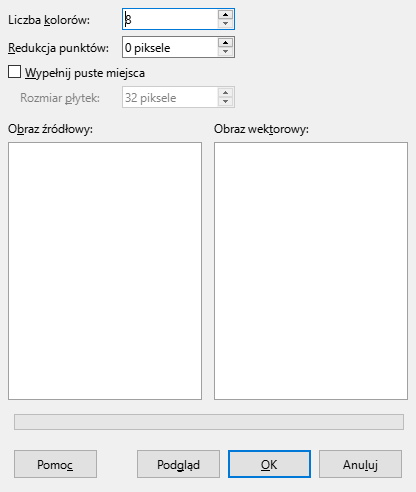 Liczba kolorów: 8
Redukcja punktów: 0 piksele
Wypełnij puste miejsca
Rozmiar płytek: 32 piksele
Obraz źródłowy: Obraz wektorowy:
Pomoc Podgląd OK Anuluj